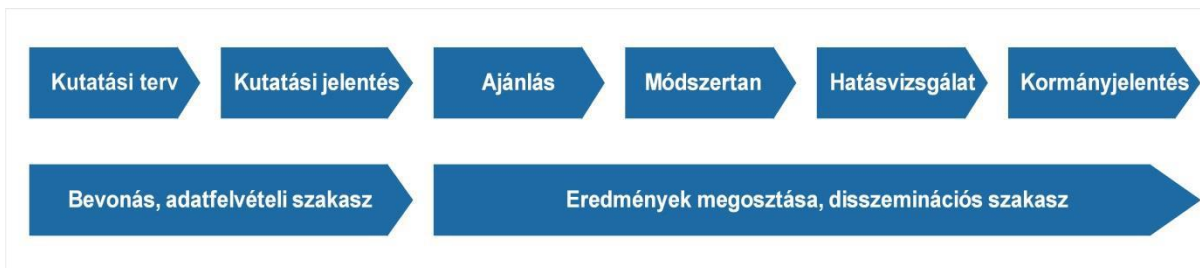 Kutatási terv
Kutatási jelentés
Ajánlás
Módszertan
Hatásvizsgálat
Kormányjelentés
Bevonás, adatfelvételi szakasz
Eredmények megosztása, disszeminációs szakasz